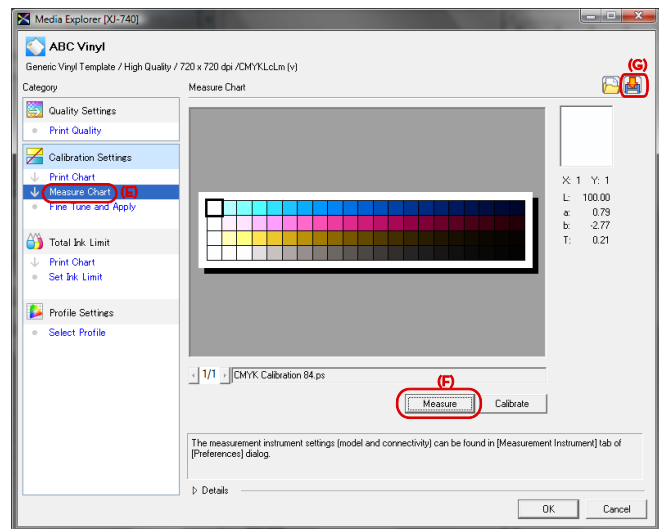 Media Explorer [XJ-740]
ABC Vinyl
Generic Vinyl Template / High Quality / 720 x 720 dpi /CMYKLcLm (v)
(G)
Category
Measure Chart
Quality Settings
Print Quality
Calibration Settings
Print Chart
Measure Chart (E)
Fine Tune and Apply
Total Ink Limit
Print Chart
Set Ink Limit
Profile Settings
Select Profile
X: 1 Y: 1
L: 100.00
a: 0.79
b: -2.77
T: 0.21
1/1 CMYK Calibration 84.ps
(F)
Measure Calibrate
The measurement instrument settings (model and connectivity) can be found in [Measurement Instrument] tab of
[Preferences] dialog.
Details
OK Cancel